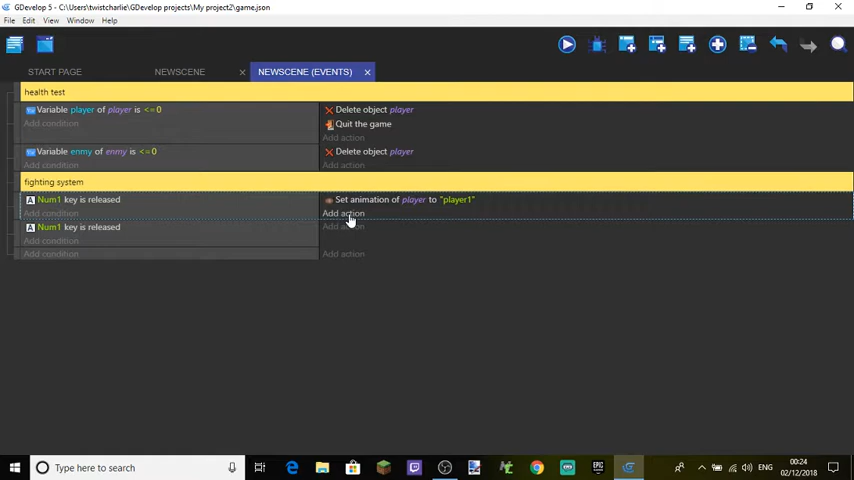 GDevelop 5 - C:\Users\twistcharlie\GDevelop projects\My project2\game.json
File Edit View Window Help
START PAGE NEWSCENE NEWSCENE (EVENTS)
health test
Variable player of player is <=0
Delete object player
Add condition
Quit the game
Add action
Variable enmy of enmy is <=0
Delete object player
Add condition
Add action
fighting system
Num1 key is released
Set animation of player to "player1"
Add condition
Add action
Num1 key is released
Add action
Add condition
Add condition
Add action
Type here to search
ENG
00:24
02/12/2018